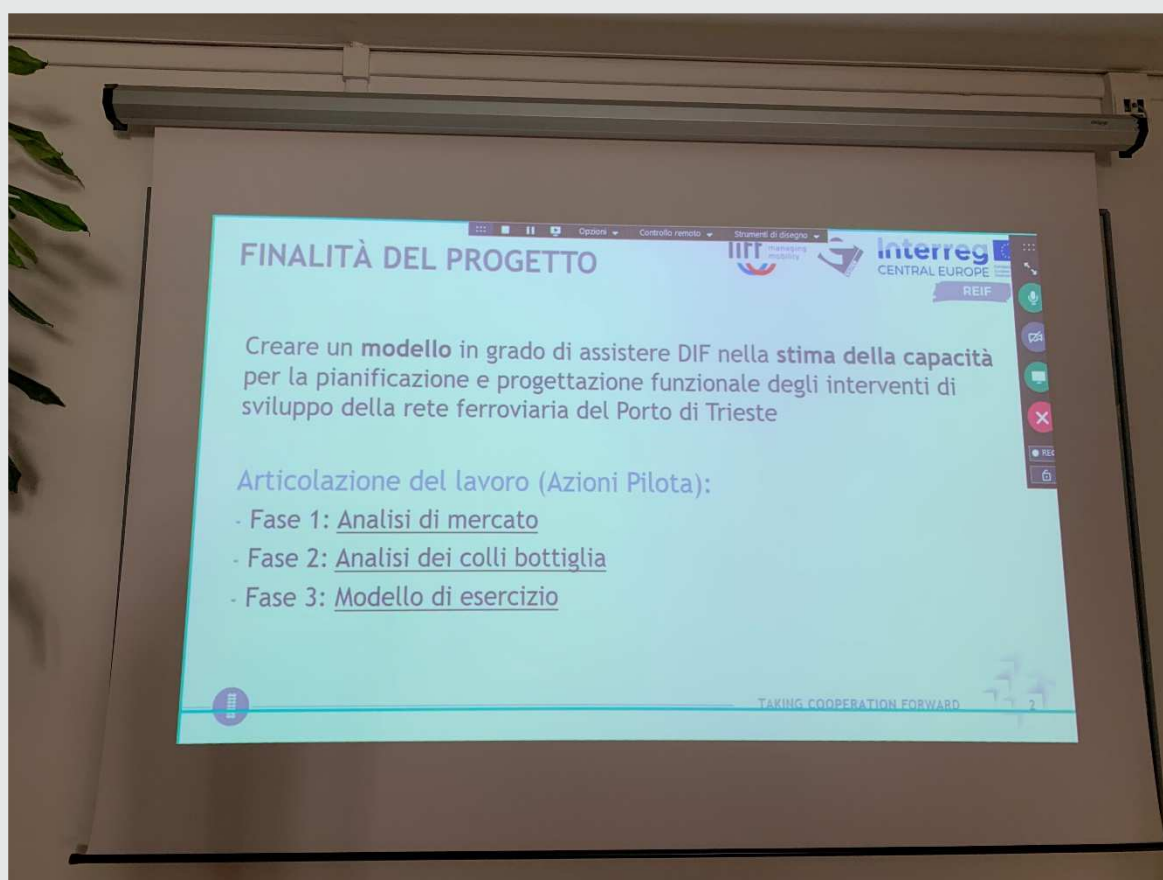 Opzioni Controllo remoto Strumenti di disegno
FINALITÀ DEL PROGETTO
managing
mobility
Interreg
CENTRAL EUROPE
REIF
Creare un modello in grado di assistere DIF nella stima della capacità
per la pianificazione e progettazione funzionale degli interventi di
sviluppo della rete ferroviaria del Porto di Trieste
REC
Articolazione del lavoro (Azioni Pilota):
- Fase 1: Analisi di mercato
- Fase 2: Analisi dei colli bottiglia
- Fase 3: Modello di esercizio
TAKING COOPERATION FORWARD
2